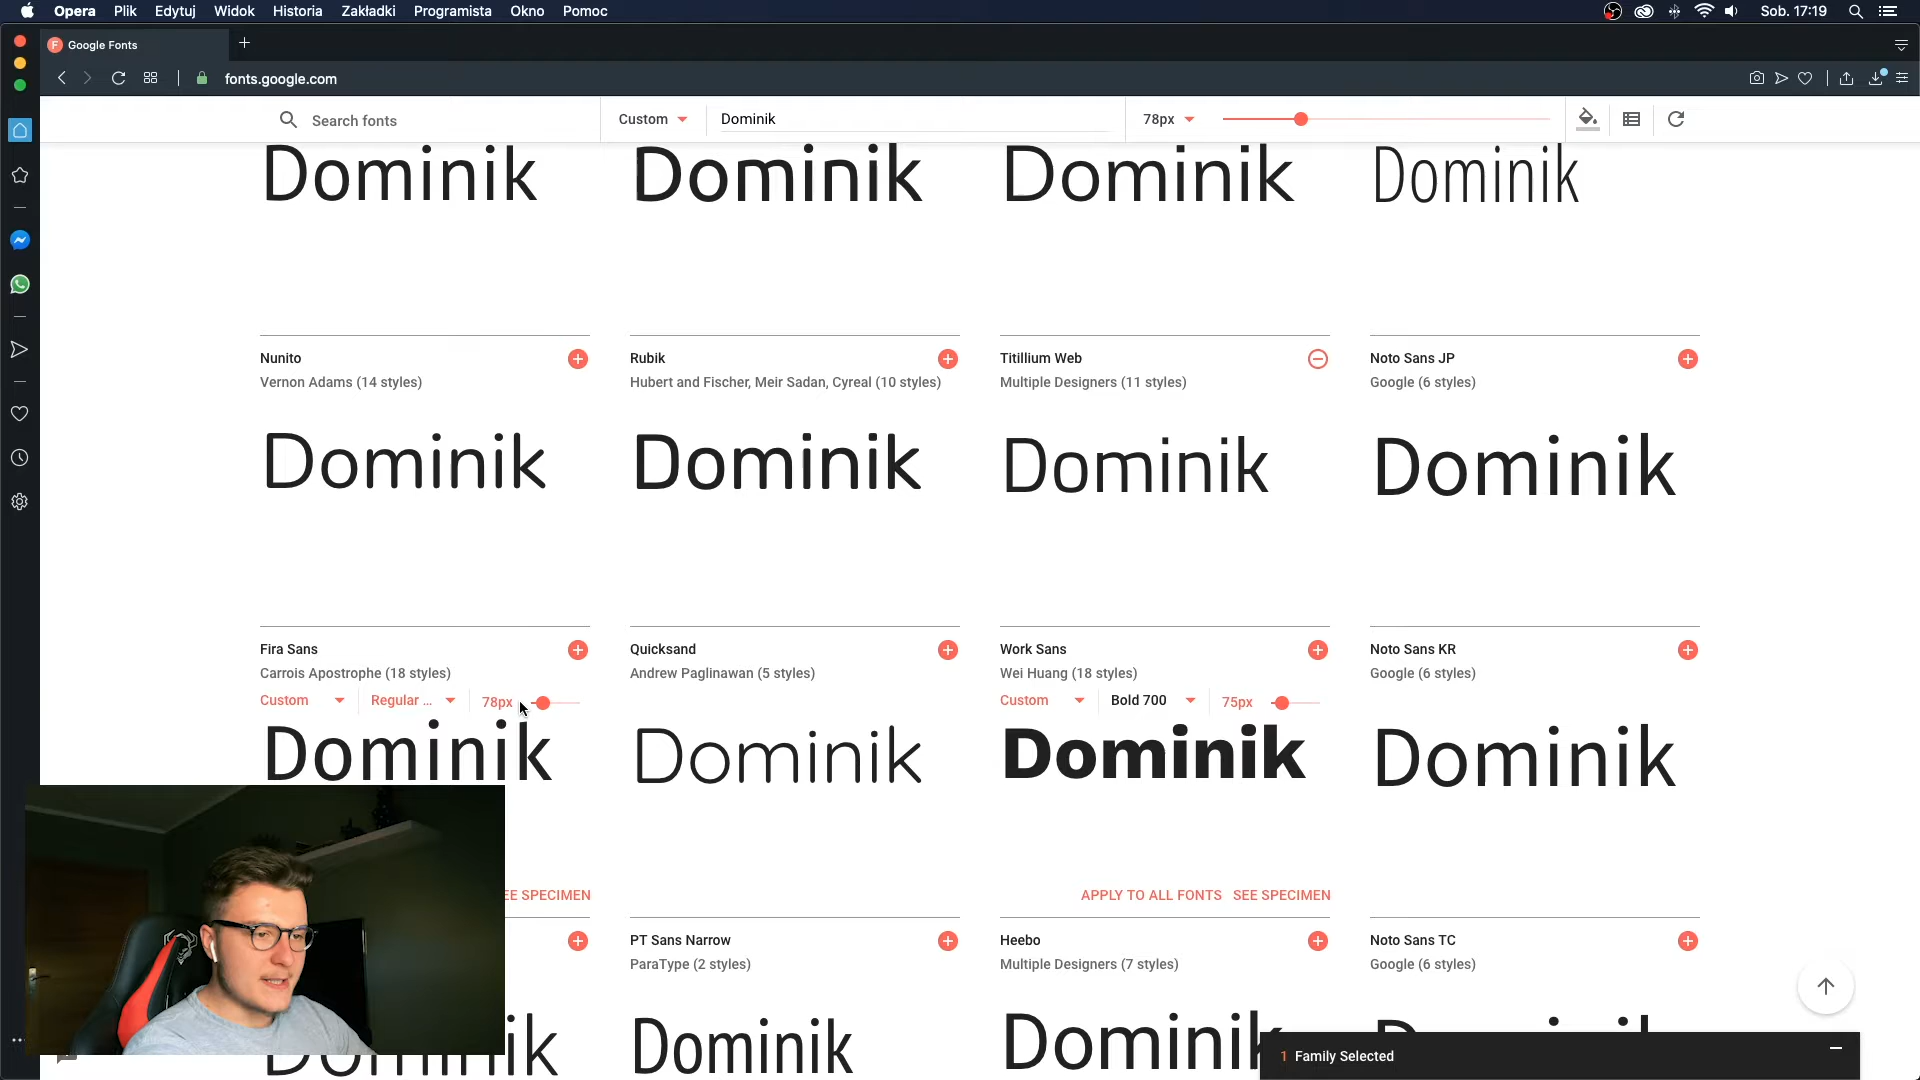 Opera Plik Edytuj Widok Historia Zakładki Programista Okno Pomoc Sob. 17:19
Google Fonts
fonts.google.com
Search fonts Custom Dominik 78px
Dominik Dominik Dominik Dominik
Nunito Rubik Titillium Web Noto Sans JP
Vernon Adams (14 styles) Hubert and Fischer, Meir Sadan, Cyreal (10 styles) Multiple Designers (11 styles) Google (6 styles)
Dominik Dominik Dominik Dominik
Fira Sans Quicksand Work Sans Noto Sans KR
Carrois Apostrophe (18 styles) Andrew Paglinawan (5 styles) Wei Huang (18 styles) Google (6 styles)
Custom Regular ... 78px Custom Bold 700 75px
Dominik Dominik Dominik Dominik
EE SPECIMEN APPLY TO ALL FONTS SEE SPECIMEN
PT Sans Narrow Heebo Noto Sans TC
ParaType (2 styles) Multiple Designers (7 styles) Google (6 styles)
Dominik Dominik Dominik
1 Family Selected